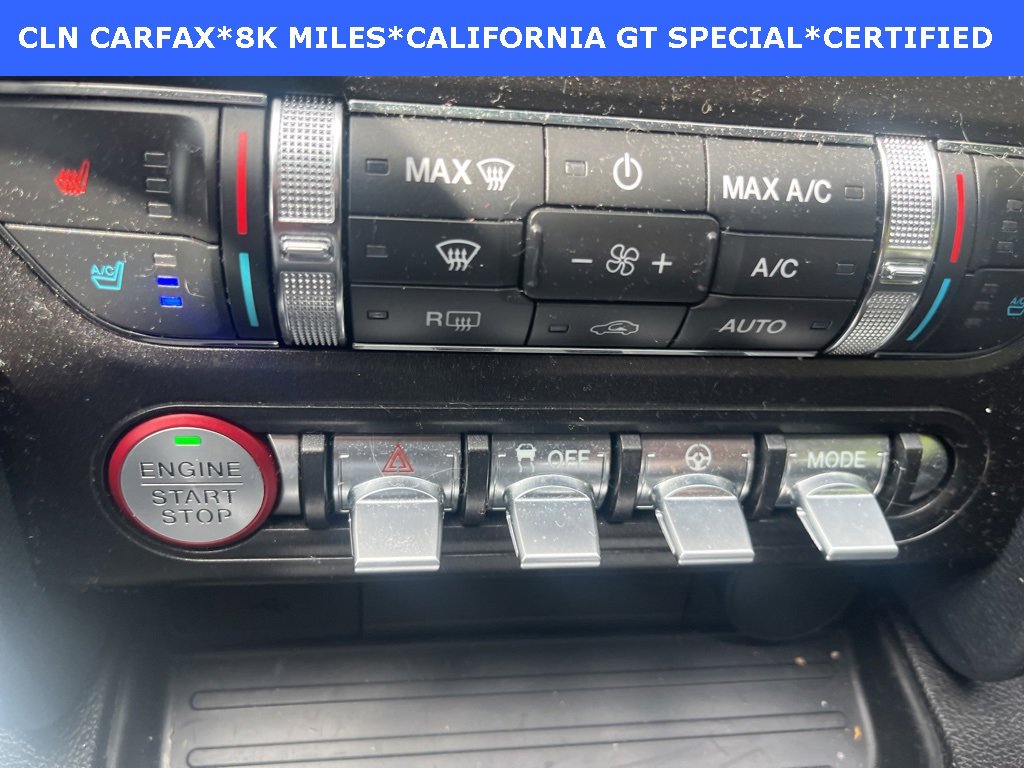 CLN CARFAX*8K MILES*CALIFORNIA GT SPECIAL*CERTIFIED
MAX
MAX A/C
A/C
- +
A/C
A/C
R
AUTO
ENGINE
START
STOP
OFF
MODE